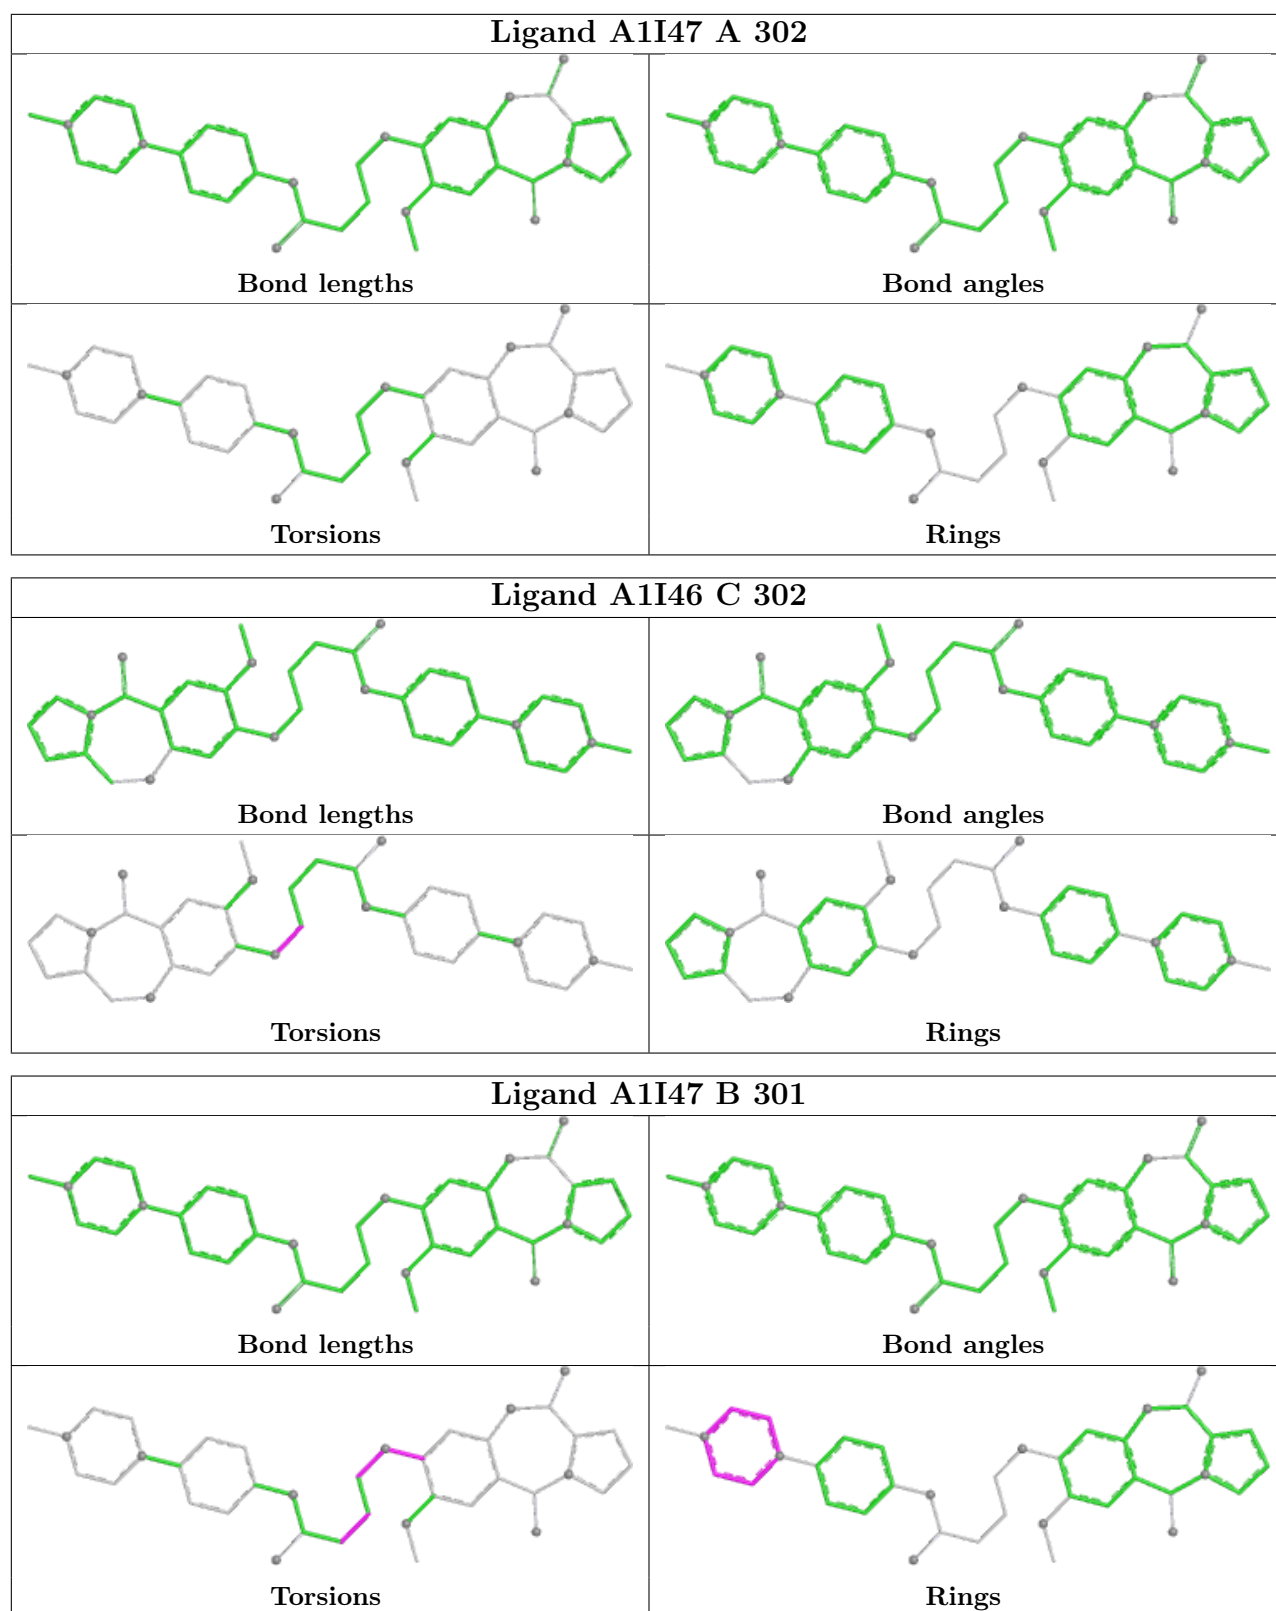 Ligand A1I47 A 302
Bond lengths
Bond angles
Torsions
Rings
Ligand A1I46 C 302
Bond lengths
Bond angles
Torsions
Rings
Ligand A1I47 B 301
Bond lengths
Bond angles
Torsions
Rings